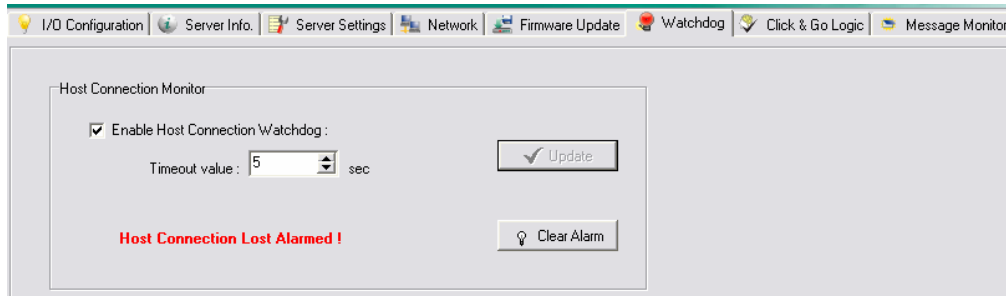 I/O Configuration Server Info. Server Settings Network Firmware Update Watchdog Click & Go Logic Message Monitor
Host Connection Monitor
Enable Host Connection Watchdog :
Timeout value : 5 sec
Update
Host Connection Lost Alarmed !
Clear Alarm